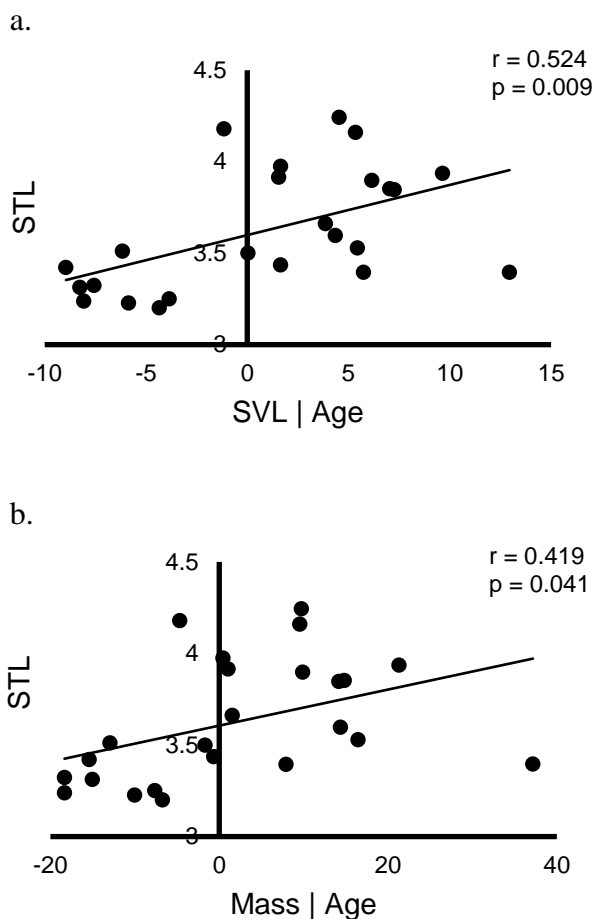 a.
r = 0.524
p = 0.009
4.5
4
3.5
3
STL
-10 -5 0 5 10 15
SVL | Age
b.
r = 0.419
p = 0.041
4.5
4
3.5
3
STL
-20 0 20 40
Mass | Age